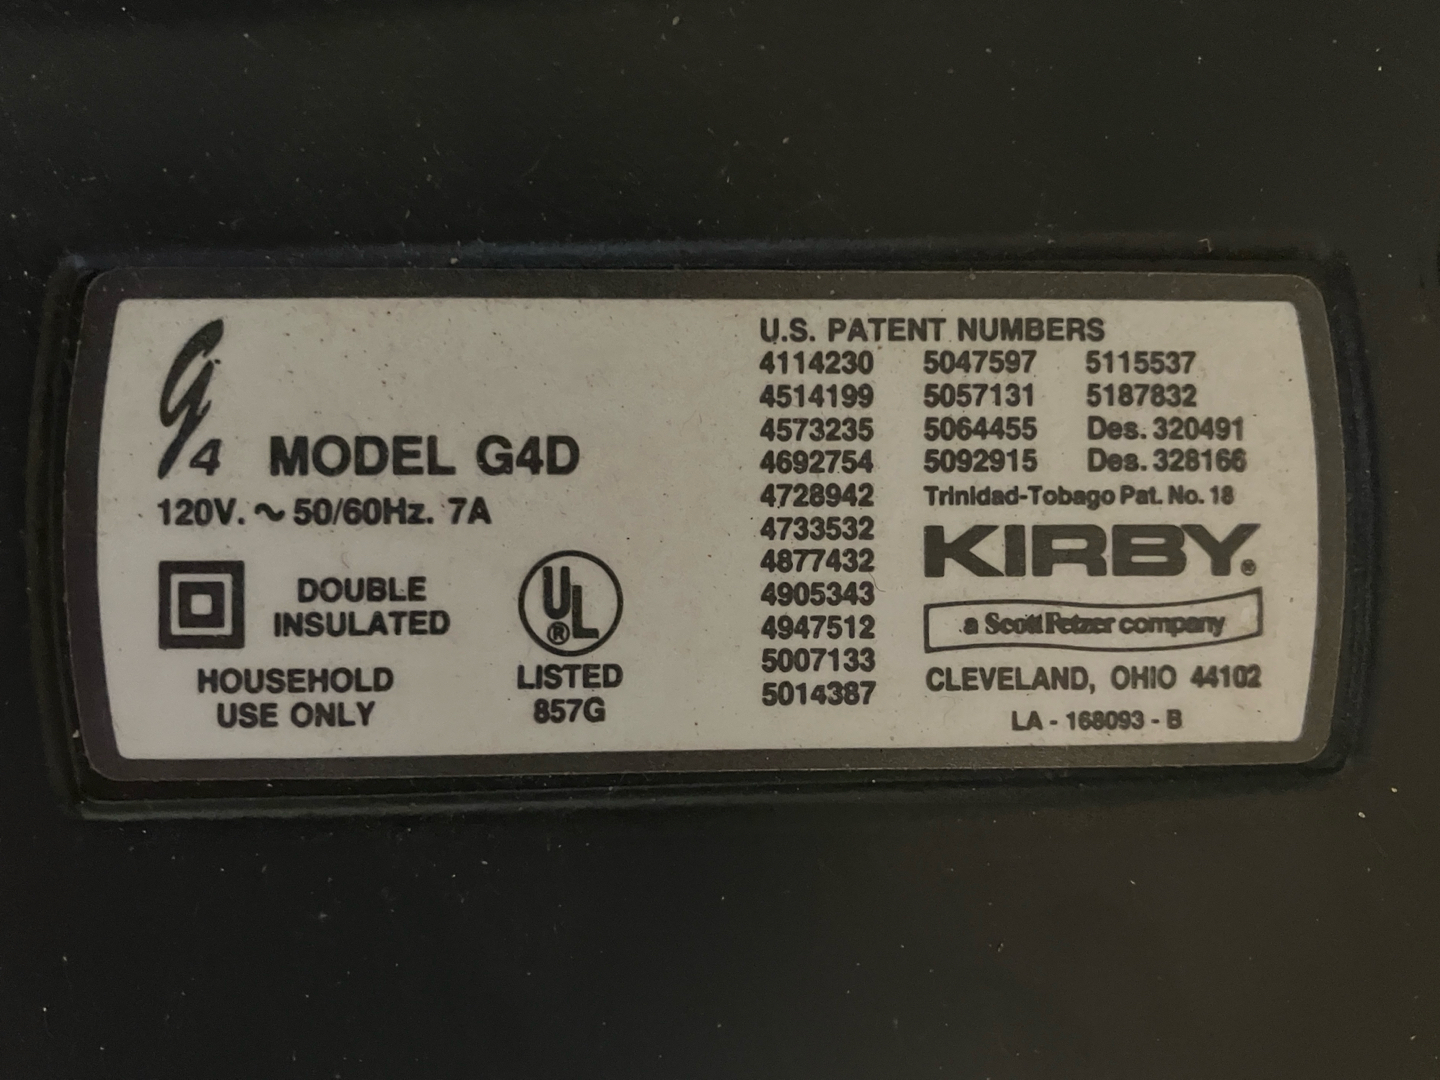 G4 MODEL G4D
120V. ~ 50/60Hz. 7A
DOUBLE
INSULATED
HOUSEHOLD
USE ONLY
UL®
LISTED
857G
U.S. PATENT NUMBERS
4114230 5047597 5115537
4514199 5057131 5187832
4573235 5064455 Des. 320491
4692754 5092915 Des. 328166
4728942 Trinidad-Tobago Pat. No. 18
4733532
4877432
4905343
4947512
5007133
5014387
KIRBY®
a Scott Fetzer company
CLEVELAND, OHIO 44102
LA - 168093 - B